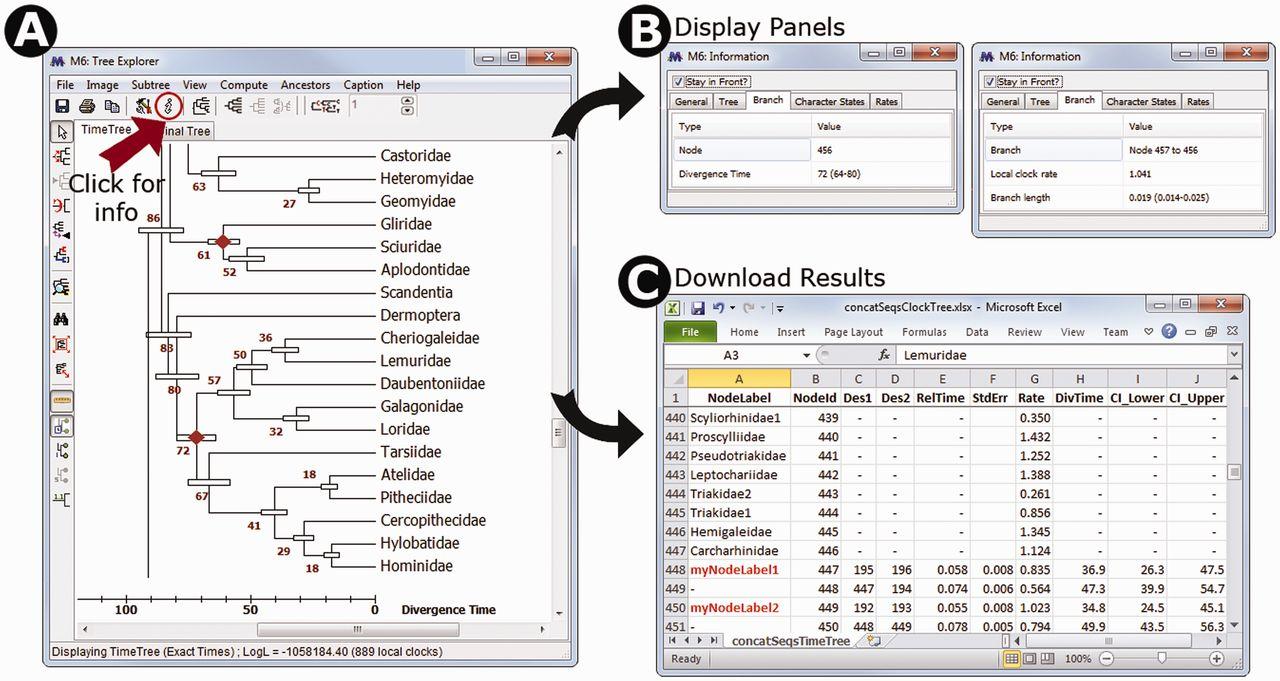 A
M6: Tree Explorer
File Image Subtree View Compute Ancestors Caption Help
1
TimeTree inal Tree
Click for
info
Castoridae
63
Heteromyidae
27
Geomyidae
86
Gliridae
61
Sciuridae
52
Aplodontidae
Scandentia
Dermoptera
83
36
Cheriogaleidae
50
Lemuridae
80
57
Daubentoniidae
Galagonidae
32
Loridae
72
Tarsiidae
67
18
Atelidae
Pitheciidae
41
Cercopithecidae
29
Hylobatidae
18
Hominidae
100 50 0 Divergence Time
Displaying TimeTree (Exact Times) ; LogL = -1058184.40 (889 local clocks)
B Display Panels
M6: Information
Stay in Front?
General Tree Branch Character States Rates
Type Value
Node 456
Divergence Time 72 (64-80)
M6: Information
Stay in Front?
General Tree Branch Character States Rates
Type Value
Branch Node 457 to 456
Local clock rate 1.041
Branch length 0.019 (0.014-0.025)
C Download Results
concatSeqsClockTree.xlsx - Microsoft Excel
File Home Insert Page Layout Formulas Data Review View Team
A3 fx Lemuridae
A B C D E F G H I J
1 NodeLabel NodeId Des1 Des2 RelTime StdErr Rate DivTime CI_Lower CI_Upper
440 Scyliorhinidae1 439 - - - - 0.350 - - -
441 Proscylliidae 440 - - - - 1.432 - - -
442 Pseudotriakidae 441 - - - - 1.252 - - -
443 Leptochariidae 442 - - - - 1.388 - - -
444 Triakidae2 443 - - - - 0.261 - - -
445 Triakidae1 444 - - - - 0.856 - - -
446 Hemigaleidae 445 - - - - 1.345 - - -
447 Carcharhinidae 446 - - - - 1.124 - - -
448 myNodeLabel1 447 195 196 0.058 0.008 0.835 36.9 26.3 47.5
449 - 448 447 194 0.074 0.006 0.564 47.3 39.9 54.7
450 myNodeLabel2 449 192 193 0.055 0.008 1.023 34.8 24.5 45.1
451 - 450 448 449 0.078 0.005 0.794 49.9 43.5 56.3
concatSeqsTimeTree
Ready 100%